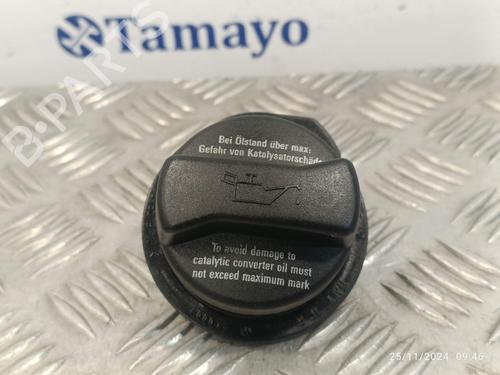 Tamayo
B-PARTS
Bei Ölstand über max:
Gefahr von Katalysatorschäd
To avoid damage to
catalytic converter oil must
not exceed maximum mark
25/11/2024 09:46